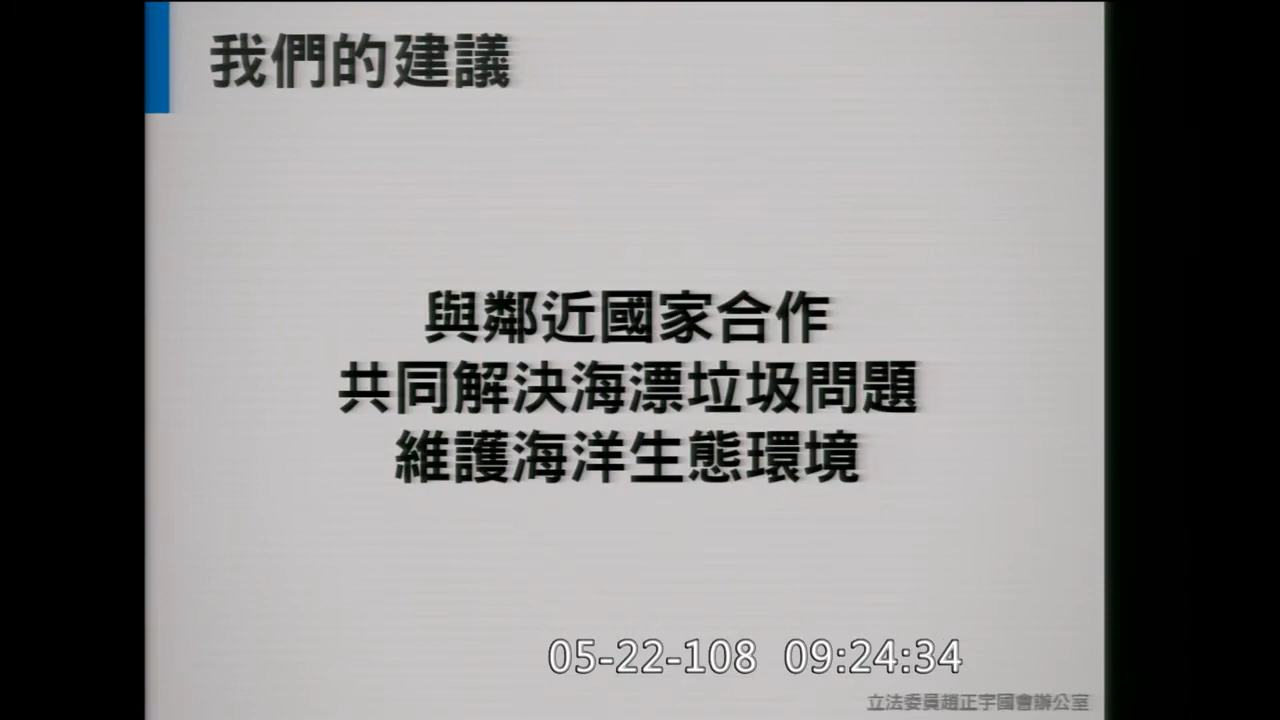 我們的建議
與鄰近國家合作
共同解決海漂垃圾問題
維護海洋生態環境
05-22-108 09:24:34
立法委員趙正宇國會辦公室